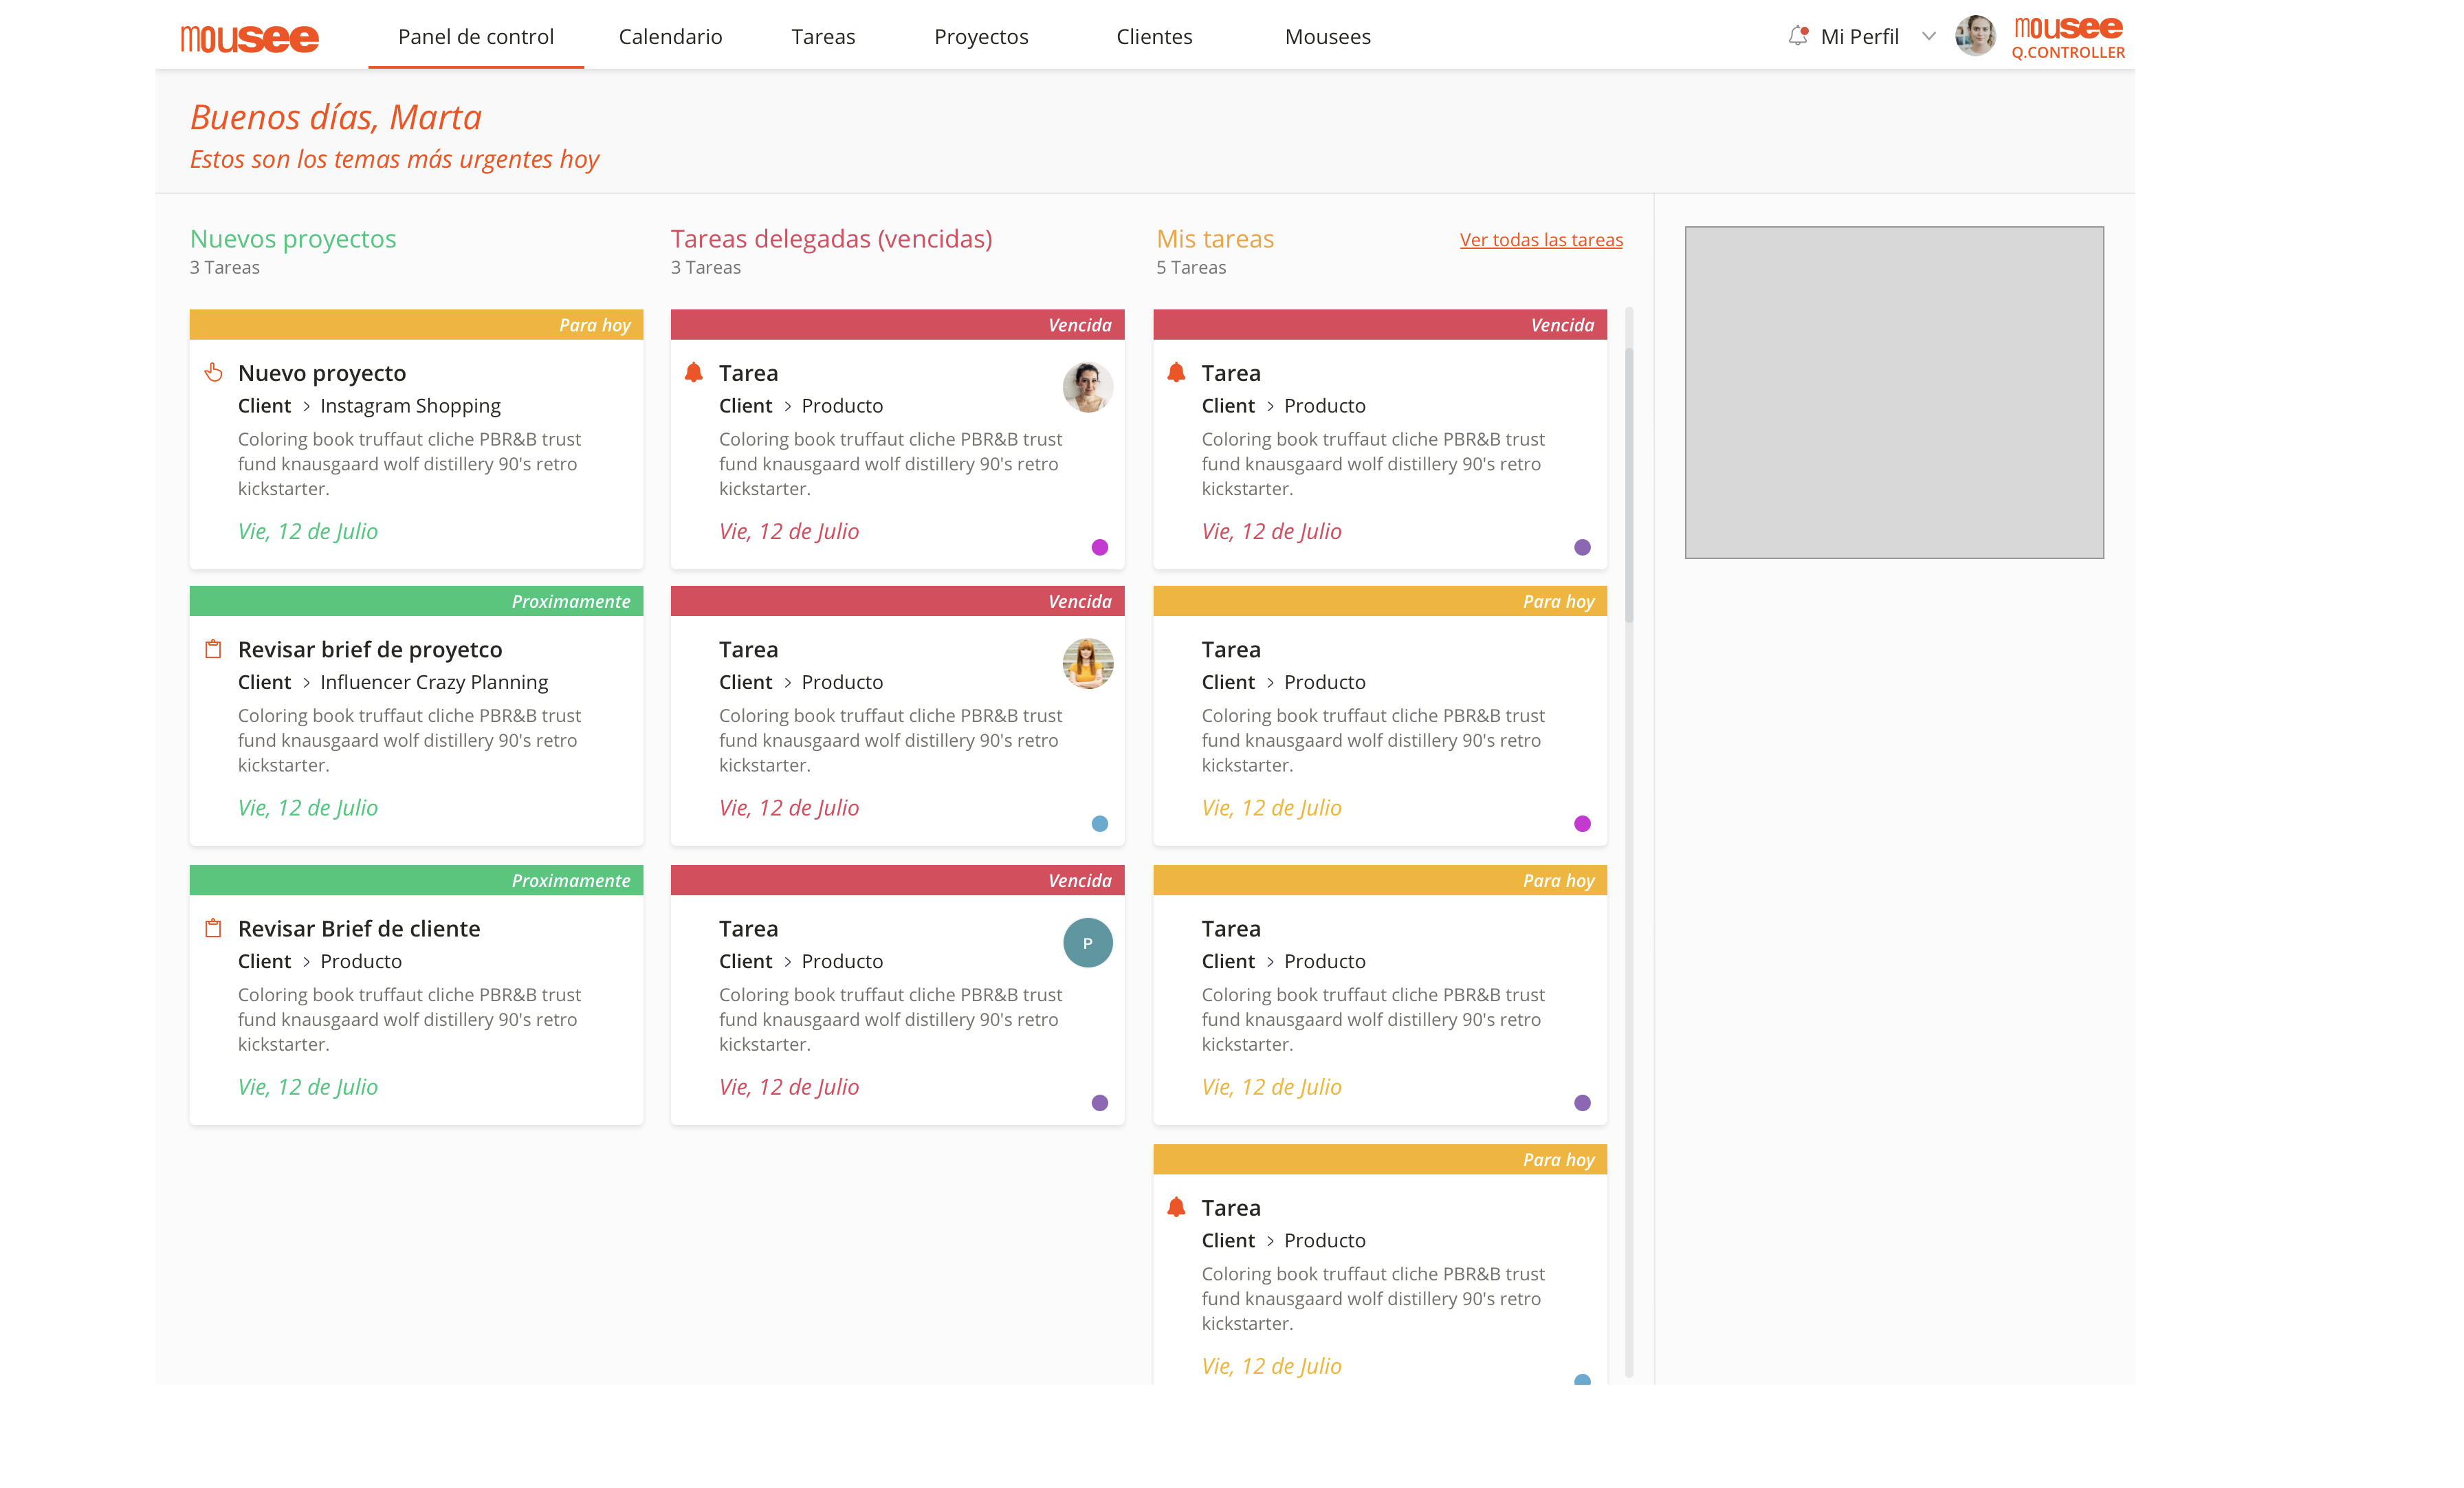 mousee
Panel de control
Calendario
Tareas
Proyectos
Clientes
Mousees
Mi Perfil
mousee
Q.CONTROLLER
Buenos días, Marta
Estos son los temas más urgentes hoy
Nuevos proyectos
3 Tareas
Para hoy
Nuevo proyecto
Client > Instagram Shopping
Coloring book truffaut cliche PBR&B trust
fund knausgaard wolf distillery 90's retro
kickstarter.
Vie, 12 de Julio
Proximamente
Revisar brief de proyetco
Client > Influencer Crazy Planning
Coloring book truffaut cliche PBR&B trust
fund knausgaard wolf distillery 90's retro
kickstarter.
Vie, 12 de Julio
Proximamente
Revisar Brief de cliente
Client > Producto
Coloring book truffaut cliche PBR&B trust
fund knausgaard wolf distillery 90's retro
kickstarter.
Vie, 12 de Julio
Tareas delegadas (vencidas)
3 Tareas
Vencida
Tarea
Client > Producto
Coloring book truffaut cliche PBR&B trust
fund knausgaard wolf distillery 90's retro
kickstarter.
Vie, 12 de Julio
Vencida
Tarea
Client > Producto
Coloring book truffaut cliche PBR&B trust
fund knausgaard wolf distillery 90's retro
kickstarter.
Vie, 12 de Julio
Vencida
Tarea
P
Client > Producto
Coloring book truffaut cliche PBR&B trust
fund knausgaard wolf distillery 90's retro
kickstarter.
Vie, 12 de Julio
Mis tareas
Ver todas las tareas
5 Tareas
Vencida
Tarea
Client > Producto
Coloring book truffaut cliche PBR&B trust
fund knausgaard wolf distillery 90's retro
kickstarter.
Vie, 12 de Julio
Para hoy
Tarea
Client > Producto
Coloring book truffaut cliche PBR&B trust
fund knausgaard wolf distillery 90's retro
kickstarter.
Vie, 12 de Julio
Para hoy
Tarea
Client > Producto
Coloring book truffaut cliche PBR&B trust
fund knausgaard wolf distillery 90's retro
kickstarter.
Vie, 12 de Julio
Para hoy
Tarea
Client > Producto
Coloring book truffaut cliche PBR&B trust
fund knausgaard wolf distillery 90's retro
kickstarter.
Vie, 12 de Julio